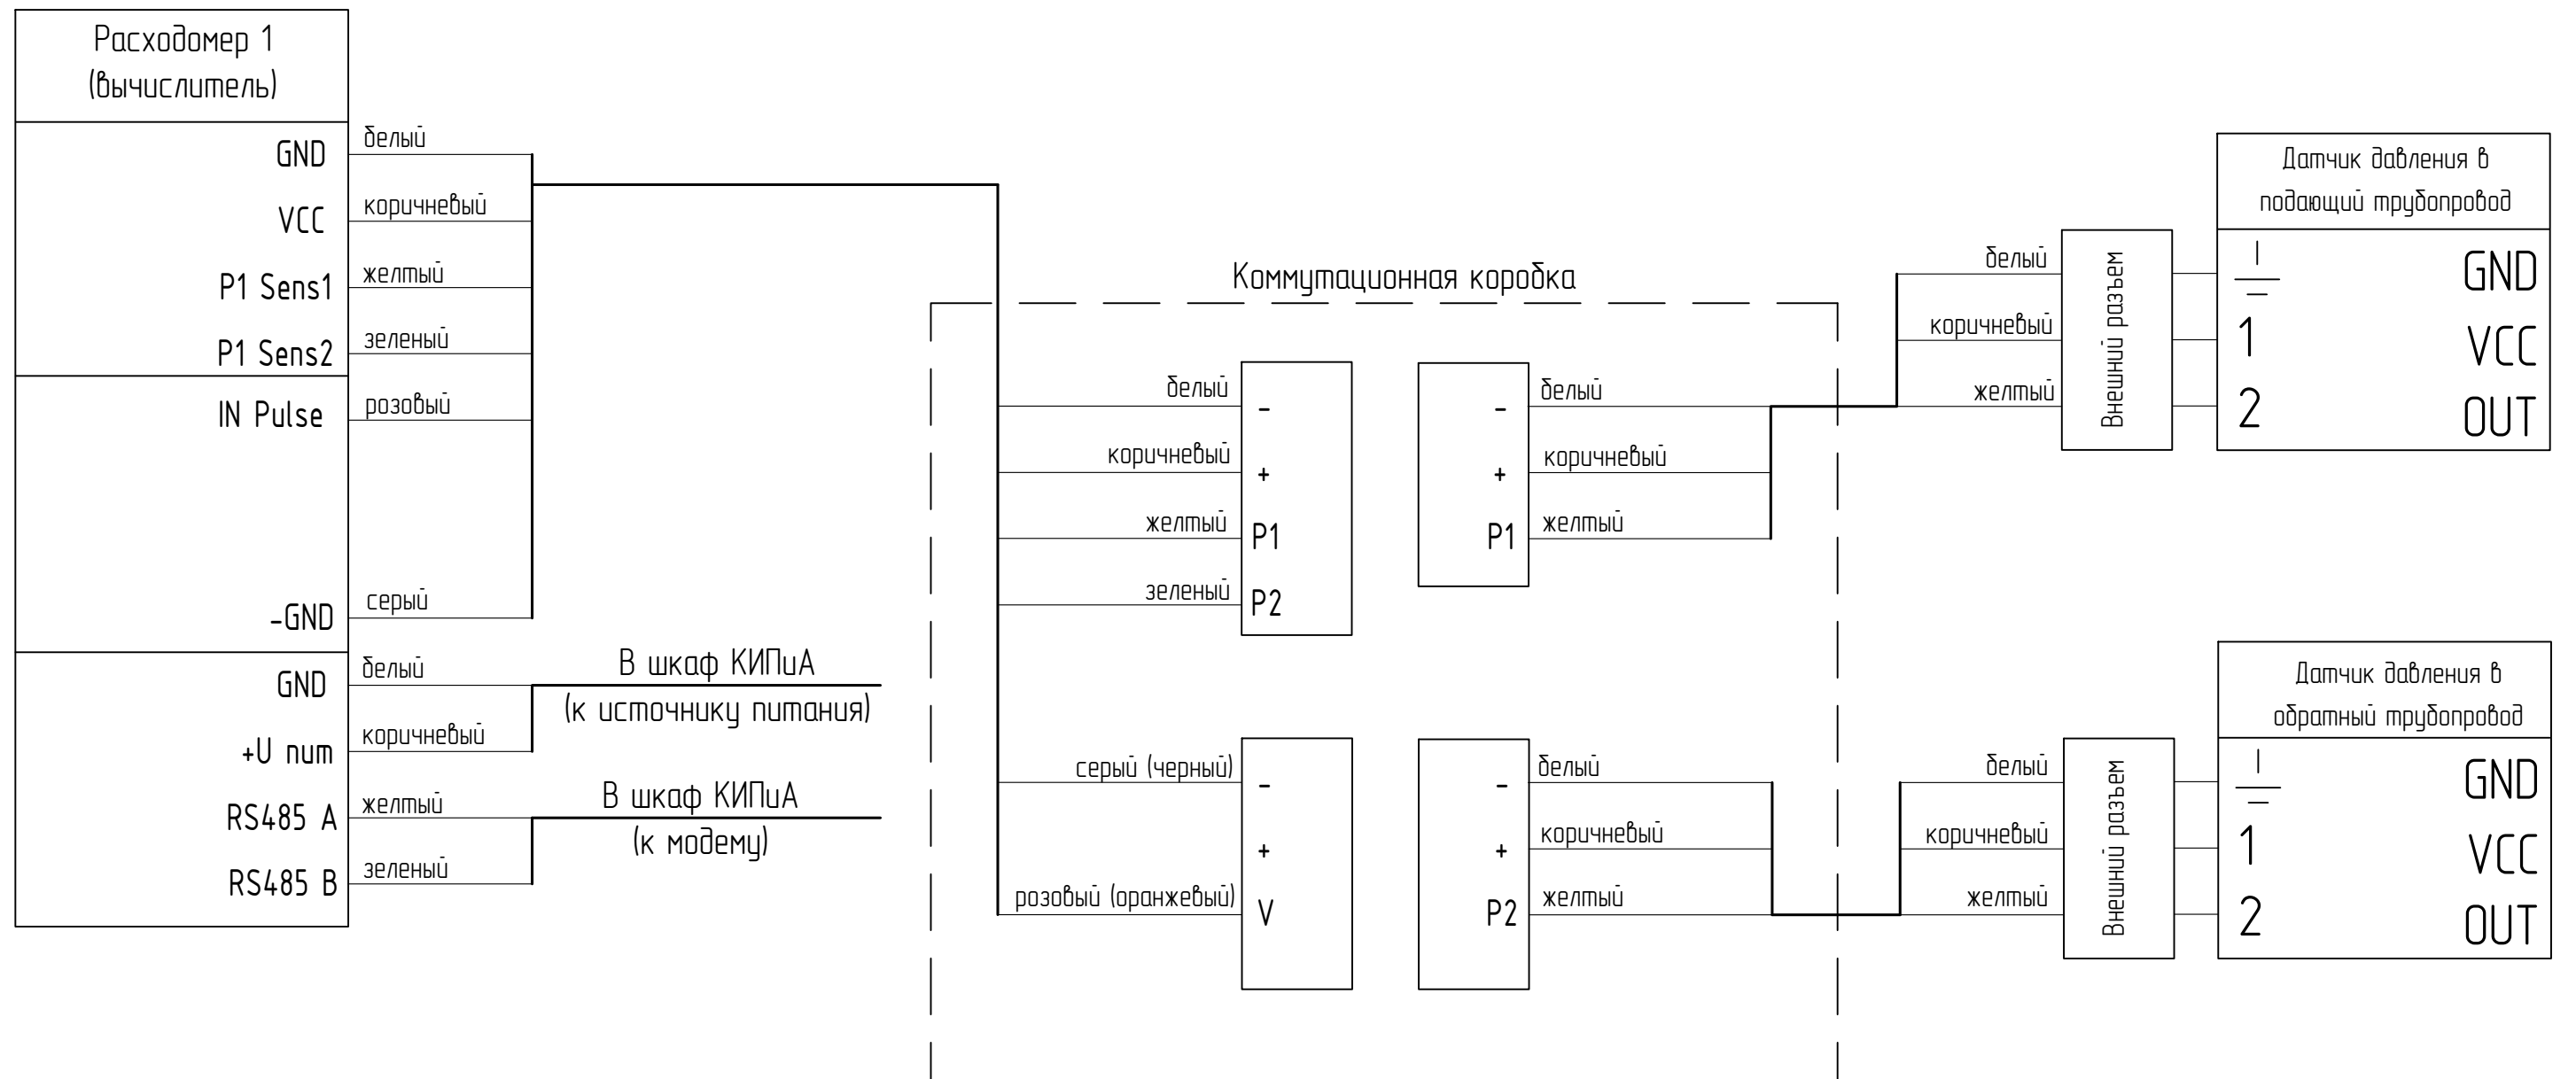 Расходомер 1
(вычислитель)
GND
белый
VCC
коричневый
P1 Sens1
желтый
P1 Sens2
зеленый
IN Pulse
розовый
-GND
серый
GND
белый
+U пит
коричневый
RS485 A
желтый
RS485 B
зеленый
В шкаф КИПиА
(к источнику питания)
В шкаф КИПиА
(к модему)
Коммутационная коробка
белый
-
коричневый
+
желтый
P1
зеленый
P2
-
белый
+
коричневый
P1
желтый
серый (черный)
-
+
розовый (оранжевый)
V
-
белый
+
коричневый
P2
желтый
белый
коричневый
желтый
Внешний разъем
Датчик давления в
подающий трубопровод
GND
1
VCC
2
OUT
белый
коричневый
желтый
Внешний разъем
Датчик давления в
обратный трубопровод
GND
1
VCC
2
OUT